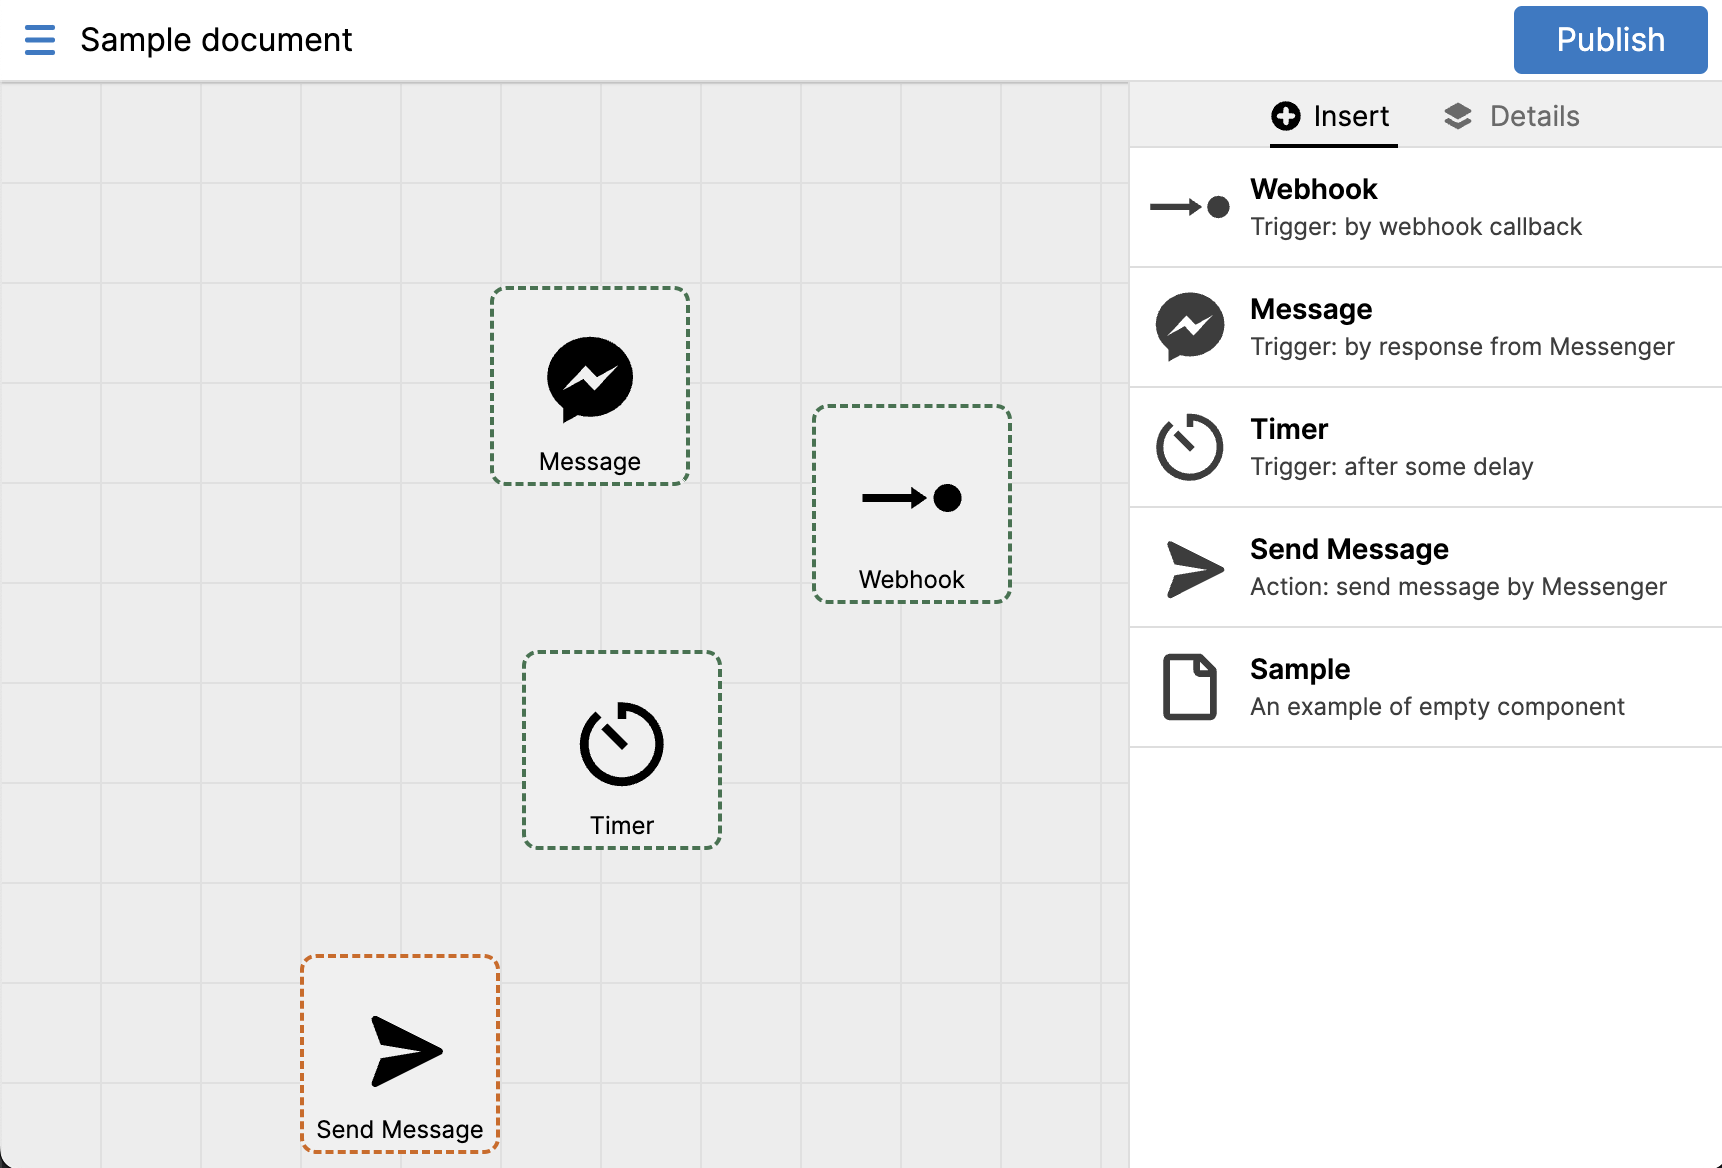 Sample document
Publish
Insert
Details
Message
Webhook
Timer
Send Message
Webhook
Trigger: by webhook callback
Message
Trigger: by response from Messenger
Timer
Trigger: after some delay
Send Message
Action: send message by Messenger
Sample
An example of empty component